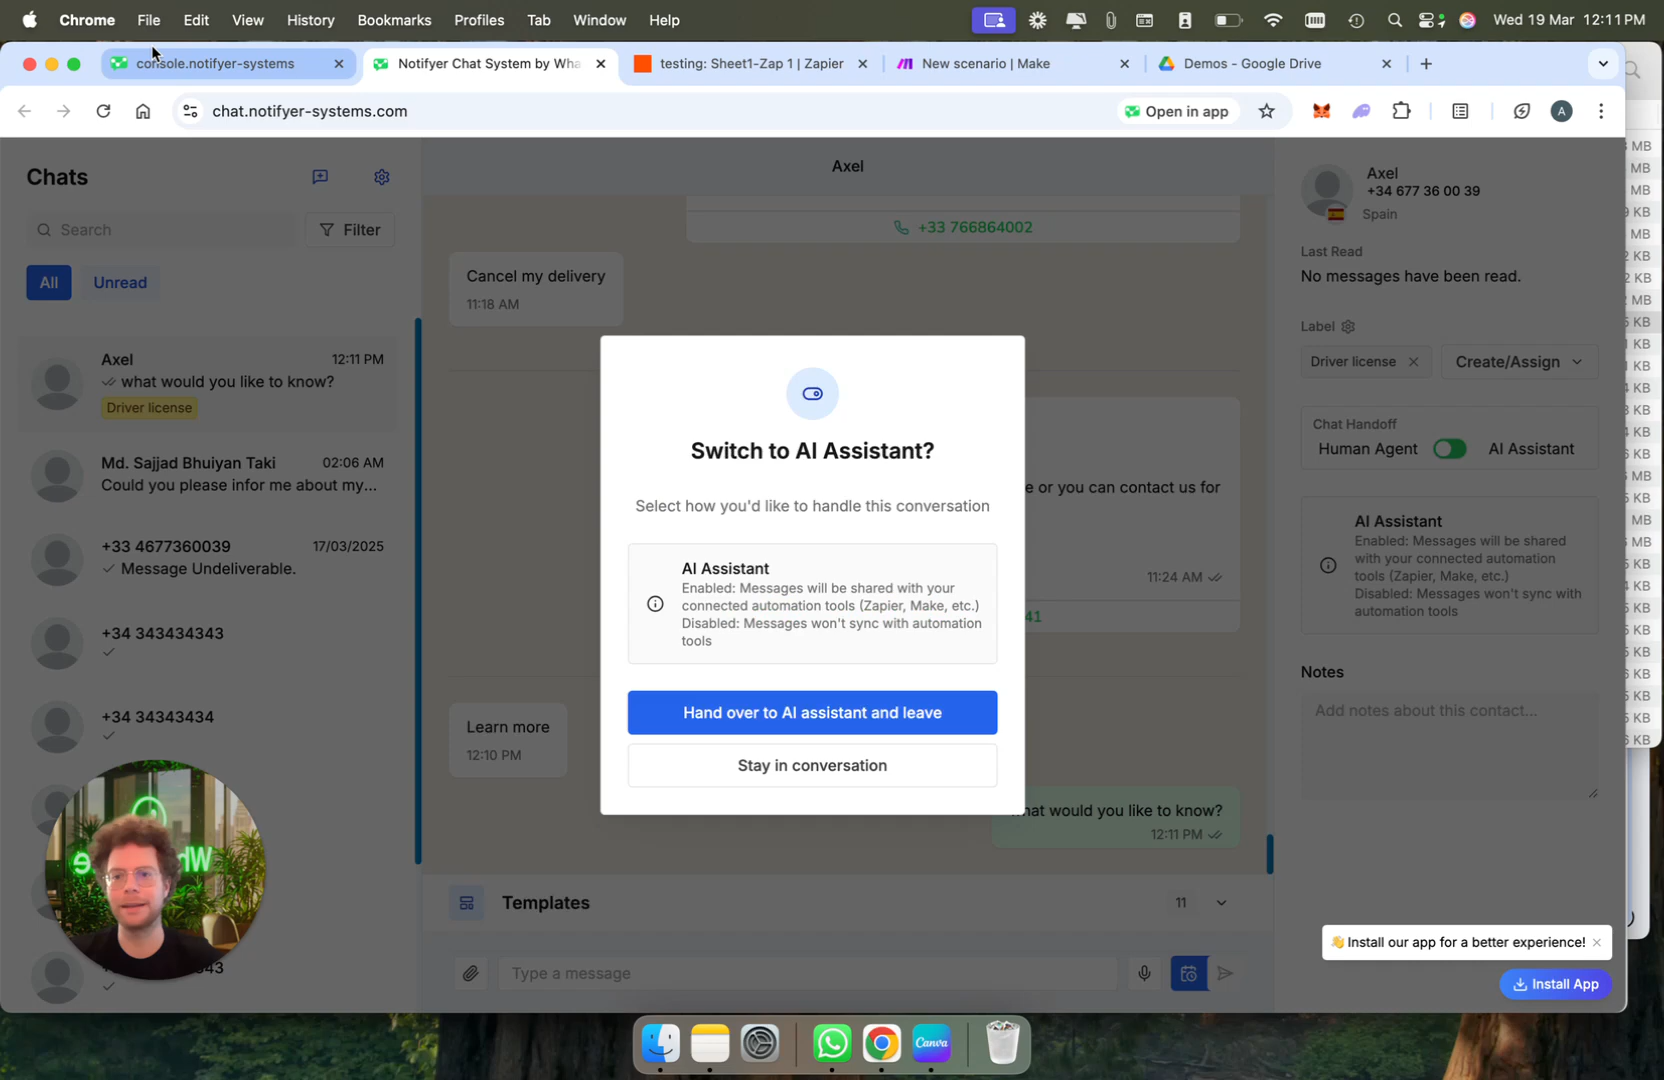 Chrome File Edit View History Bookmarks Profiles Tab Window Help Wed 19 Mar 12:11 PM
console.notifyer-systems
Notifyer Chat System by Wha
testing: Sheet1-Zap 1 | Zapier
New scenario | Make
Demos - Google Drive
chat.notifyer-systems.com
Open in app
A
Chats
Search
Filter
All
Unread
Axel 12:11 PM
what would you like to know?
Driver license
Md. Sajjad Bhuiyan Taki 02:06 AM
Could you please infor me about my...
+33 4677360039 17/03/2025
Message Undeliverable.
+34 343434343
+34 34343434
Axel
+33 766864002
Cancel my delivery
11:18 AM
e or you can contact us for
11:24 AM
41
Learn more
12:10 PM
hat would you like to know?
12:11 PM
Templates
11
Type a message
Switch to AI Assistant?
Select how you'd like to handle this conversation
AI Assistant
Enabled: Messages will be shared with your
connected automation tools (Zapier, Make, etc.)
Disabled: Messages won't sync with automation
tools
Hand over to AI assistant and leave
Stay in conversation
Axel
+34 677 36 00 39
Spain
Last Read
No messages have been read.
Label
Driver license
Create/Assign
Chat Handoff
Human Agent
AI Assistant
AI Assistant
Enabled: Messages will be shared
with your connected automation
tools (Zapier, Make, etc.)
Disabled: Messages won't sync with
automation tools
Notes
Add notes about this contact...
👋 Install our app for a better experience!
Install App
Canva